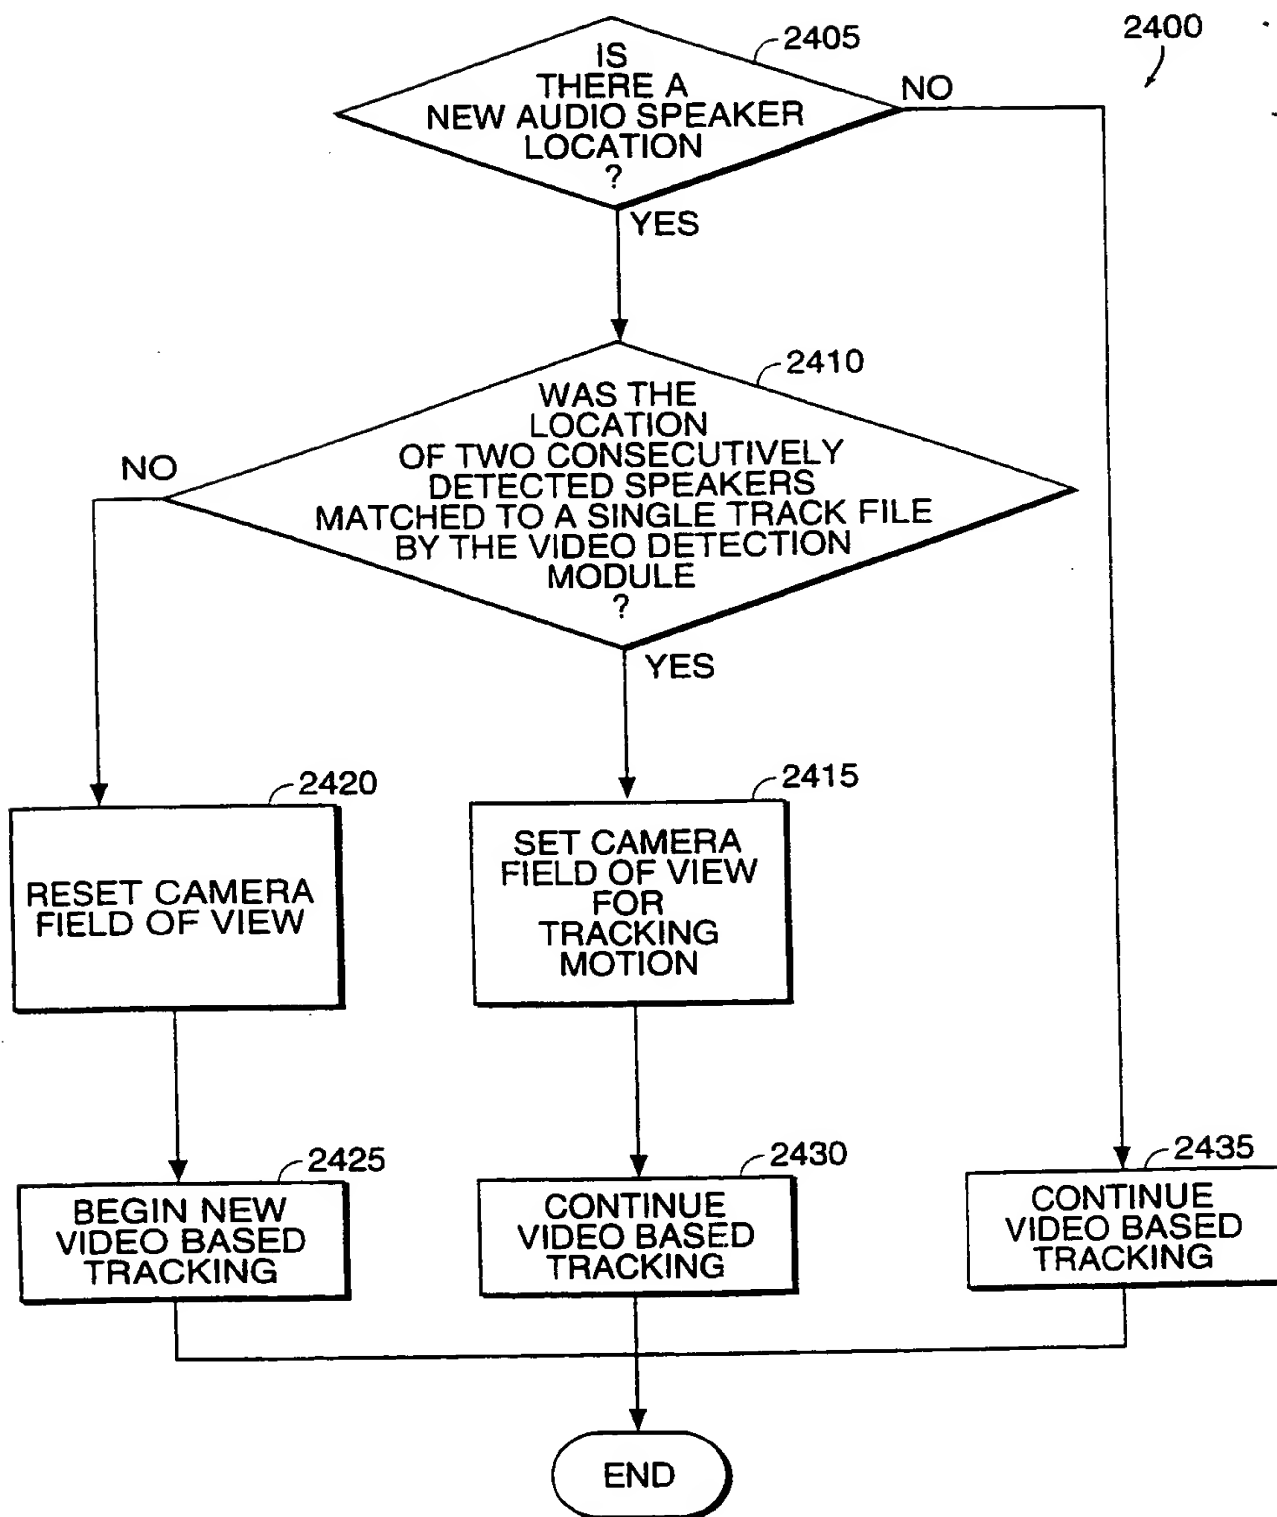 2400
2405
IS
THERE A
NEW AUDIO SPEAKER
LOCATION
?
NO
YES
2410
WAS THE
LOCATION
OF TWO CONSECUTIVELY
DETECTED SPEAKERS
MATCHED TO A SINGLE TRACK FILE
BY THE VIDEO DETECTION
MODULE
?
NO
YES
2420
RESET CAMERA
FIELD OF VIEW
2415
SET CAMERA
FIELD OF VIEW
FOR
TRACKING
MOTION
2425
BEGIN NEW
VIDEO BASED
TRACKING
2430
CONTINUE
VIDEO BASED
TRACKING
2435
CONTINUE
VIDEO BASED
TRACKING
END